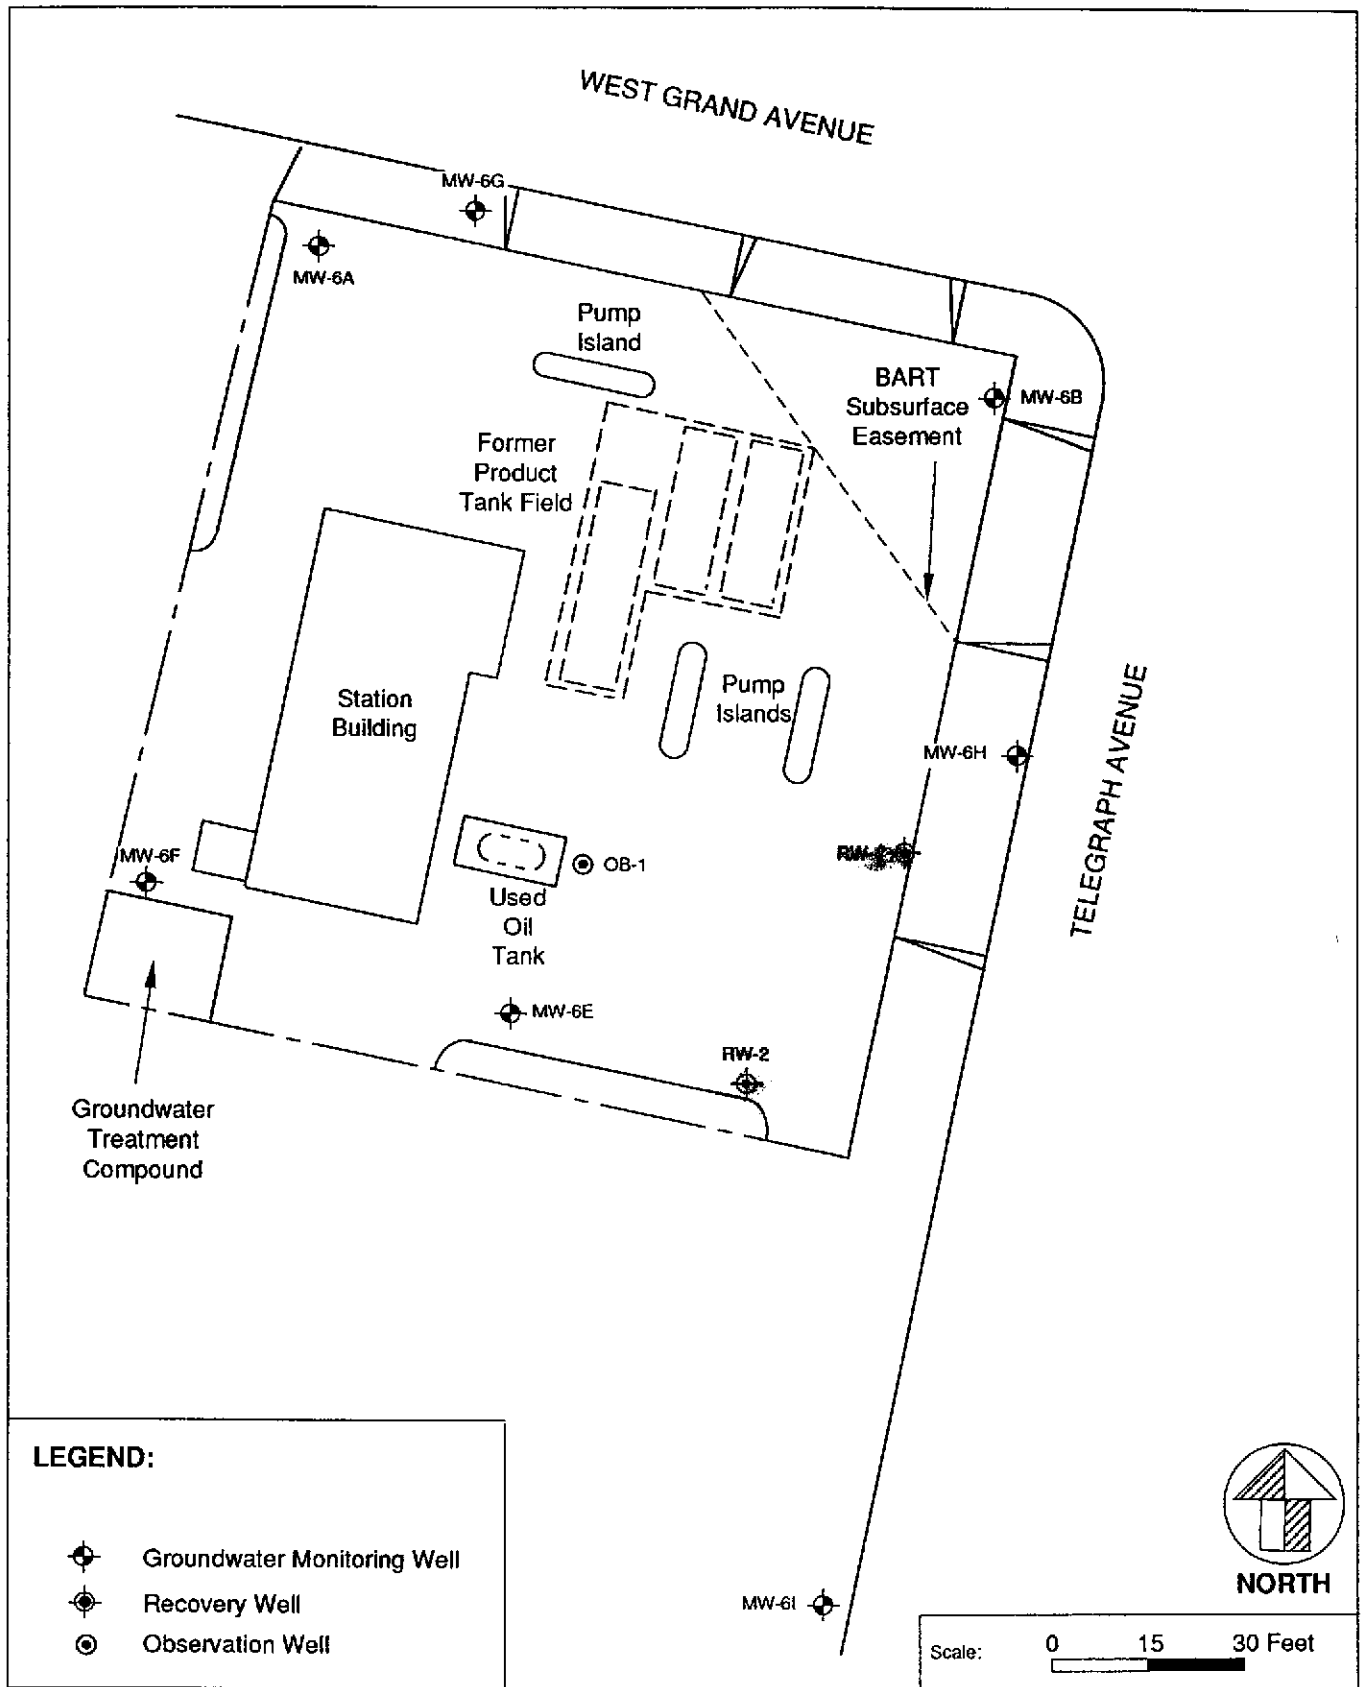 WEST GRAND AVENUE
MW-6G
MW-6A
Pump
Island
BART
Subsurface
Easement
MW-6B
Former
Product
Tank Field
Station
Building
Pump
Islands
MW-6H
TELEGRAPH AVENUE
MW-6F
OB-1
Used
Oil
Tank
MW-6E
RW-2
Groundwater
Treatment
Compound
LEGEND:
Groundwater Monitoring Well
Recovery Well
Observation Well
MW-6I
NORTH
Scale: 0 15 30 Feet